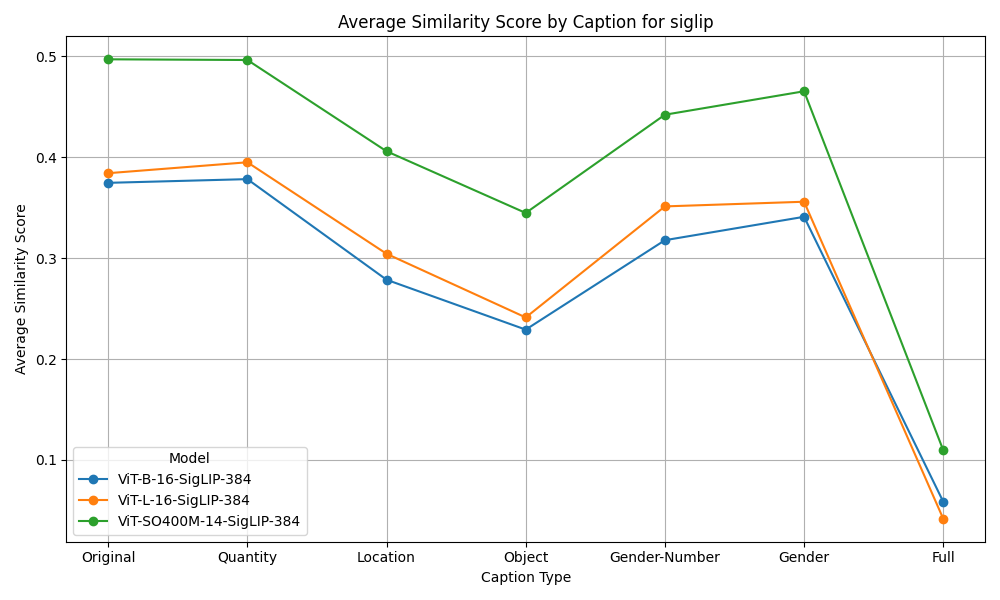 Average Similarity Score by Caption for siglip
Average Similarity Score
0.5
0.4
0.3
0.2
0.1
Model
ViT-B-16-SigLIP-384
ViT-L-16-SigLIP-384
ViT-SO400M-14-SigLIP-384
Original Quantity Location Object Gender-Number Gender Full
Caption Type